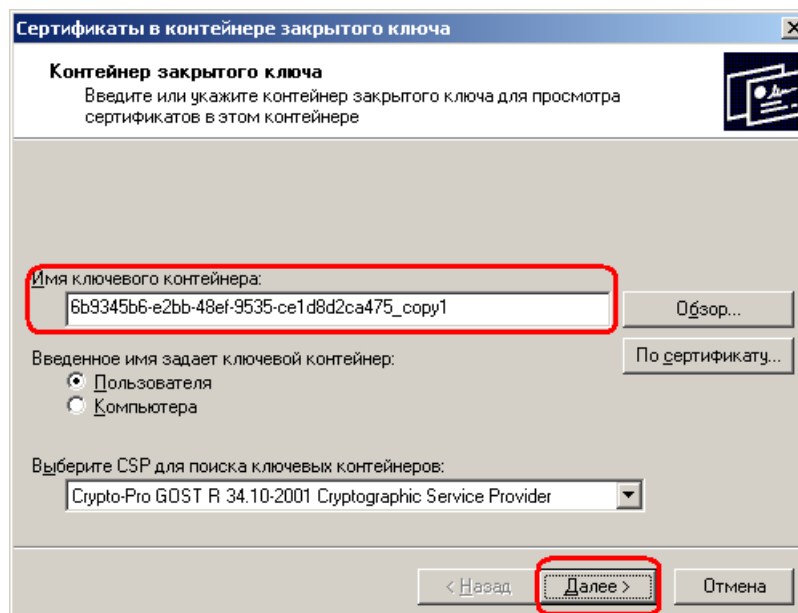 Сертификаты в контейнере закрытого ключа
Контейнер закрытого ключа
Введите или укажите контейнер закрытого ключа для просмотра
сертификатов в этом контейнере
Имя ключевого контейнера:
6b9345b6-e2bb-48ef-9535-ce1d8d2ca475_copy1
Обзор...
По сертификату...
Введенное имя задает ключевой контейнер:
Пользователя
Компьютера
Выберите CSP для поиска ключевых контейнеров:
Crypto-Pro GOST R 34.10-2001 Cryptographic Service Provider
< Назад
Далее >
Отмена